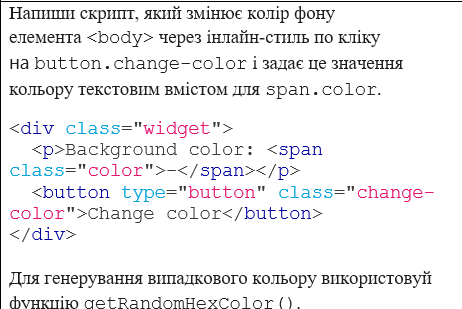 Напиши скрипт, який змінює колір фону
елемента <body> через інлайн-стиль по кліку
на button.change-color і задає це значення
кольору текстовим вмістом для span.color.
<div class="widget">
<p>Background color: <span
class="color">-</span></p>
<button type="button" class="change-
color">Change color</button>
</div>
Для генерування випадкового кольору використовуй
функцію getRandomHexColor().